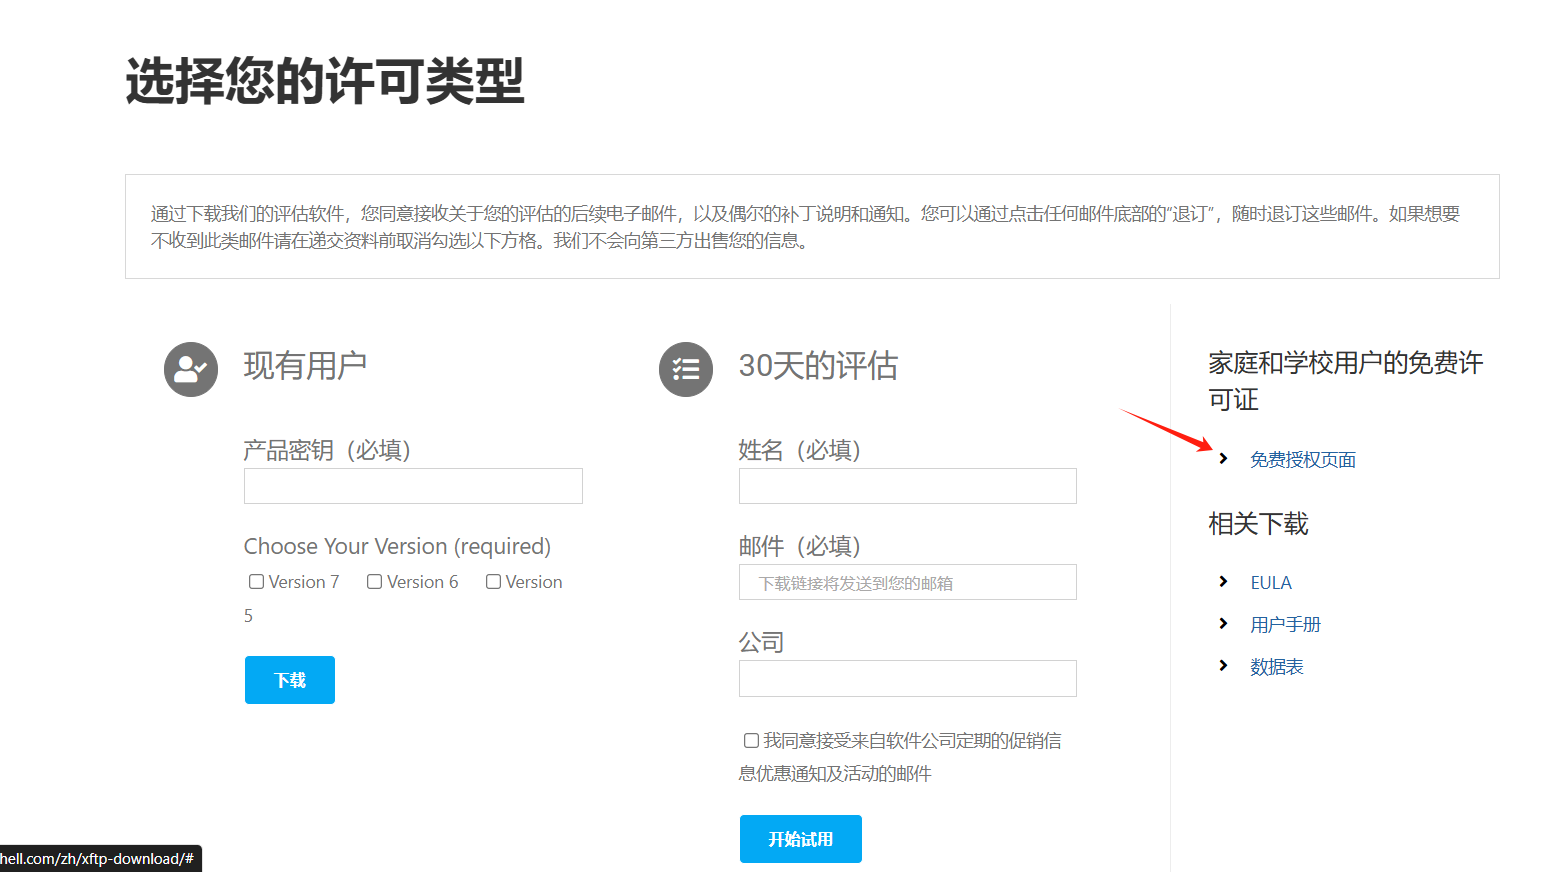 选择您的许可类型
通过下载我们的评估软件，您同意接收关于您的评估的后续电子邮件，以及偶尔的补丁说明和通知。您可以通过点击任何邮件底部的“退订”，随时退订这些邮件。如果想要
不收到此类邮件请在递交资料前取消勾选以下方格。我们不会向第三方出售您的信息。
现有用户
产品密钥（必填）
Choose Your Version (required)
Version 7 Version 6 Version
5
下载
30天的评估
姓名（必填）
邮件（必填）
下载链接将发送到您的邮箱
公司
我同意接受来自软件公司定期的促销信
息优惠通知及活动的邮件
开始试用
家庭和学校用户的免费许
可证
免费授权页面
相关下载
EULA
用户手册
数据表
hell.com/zh/xftp-download/#